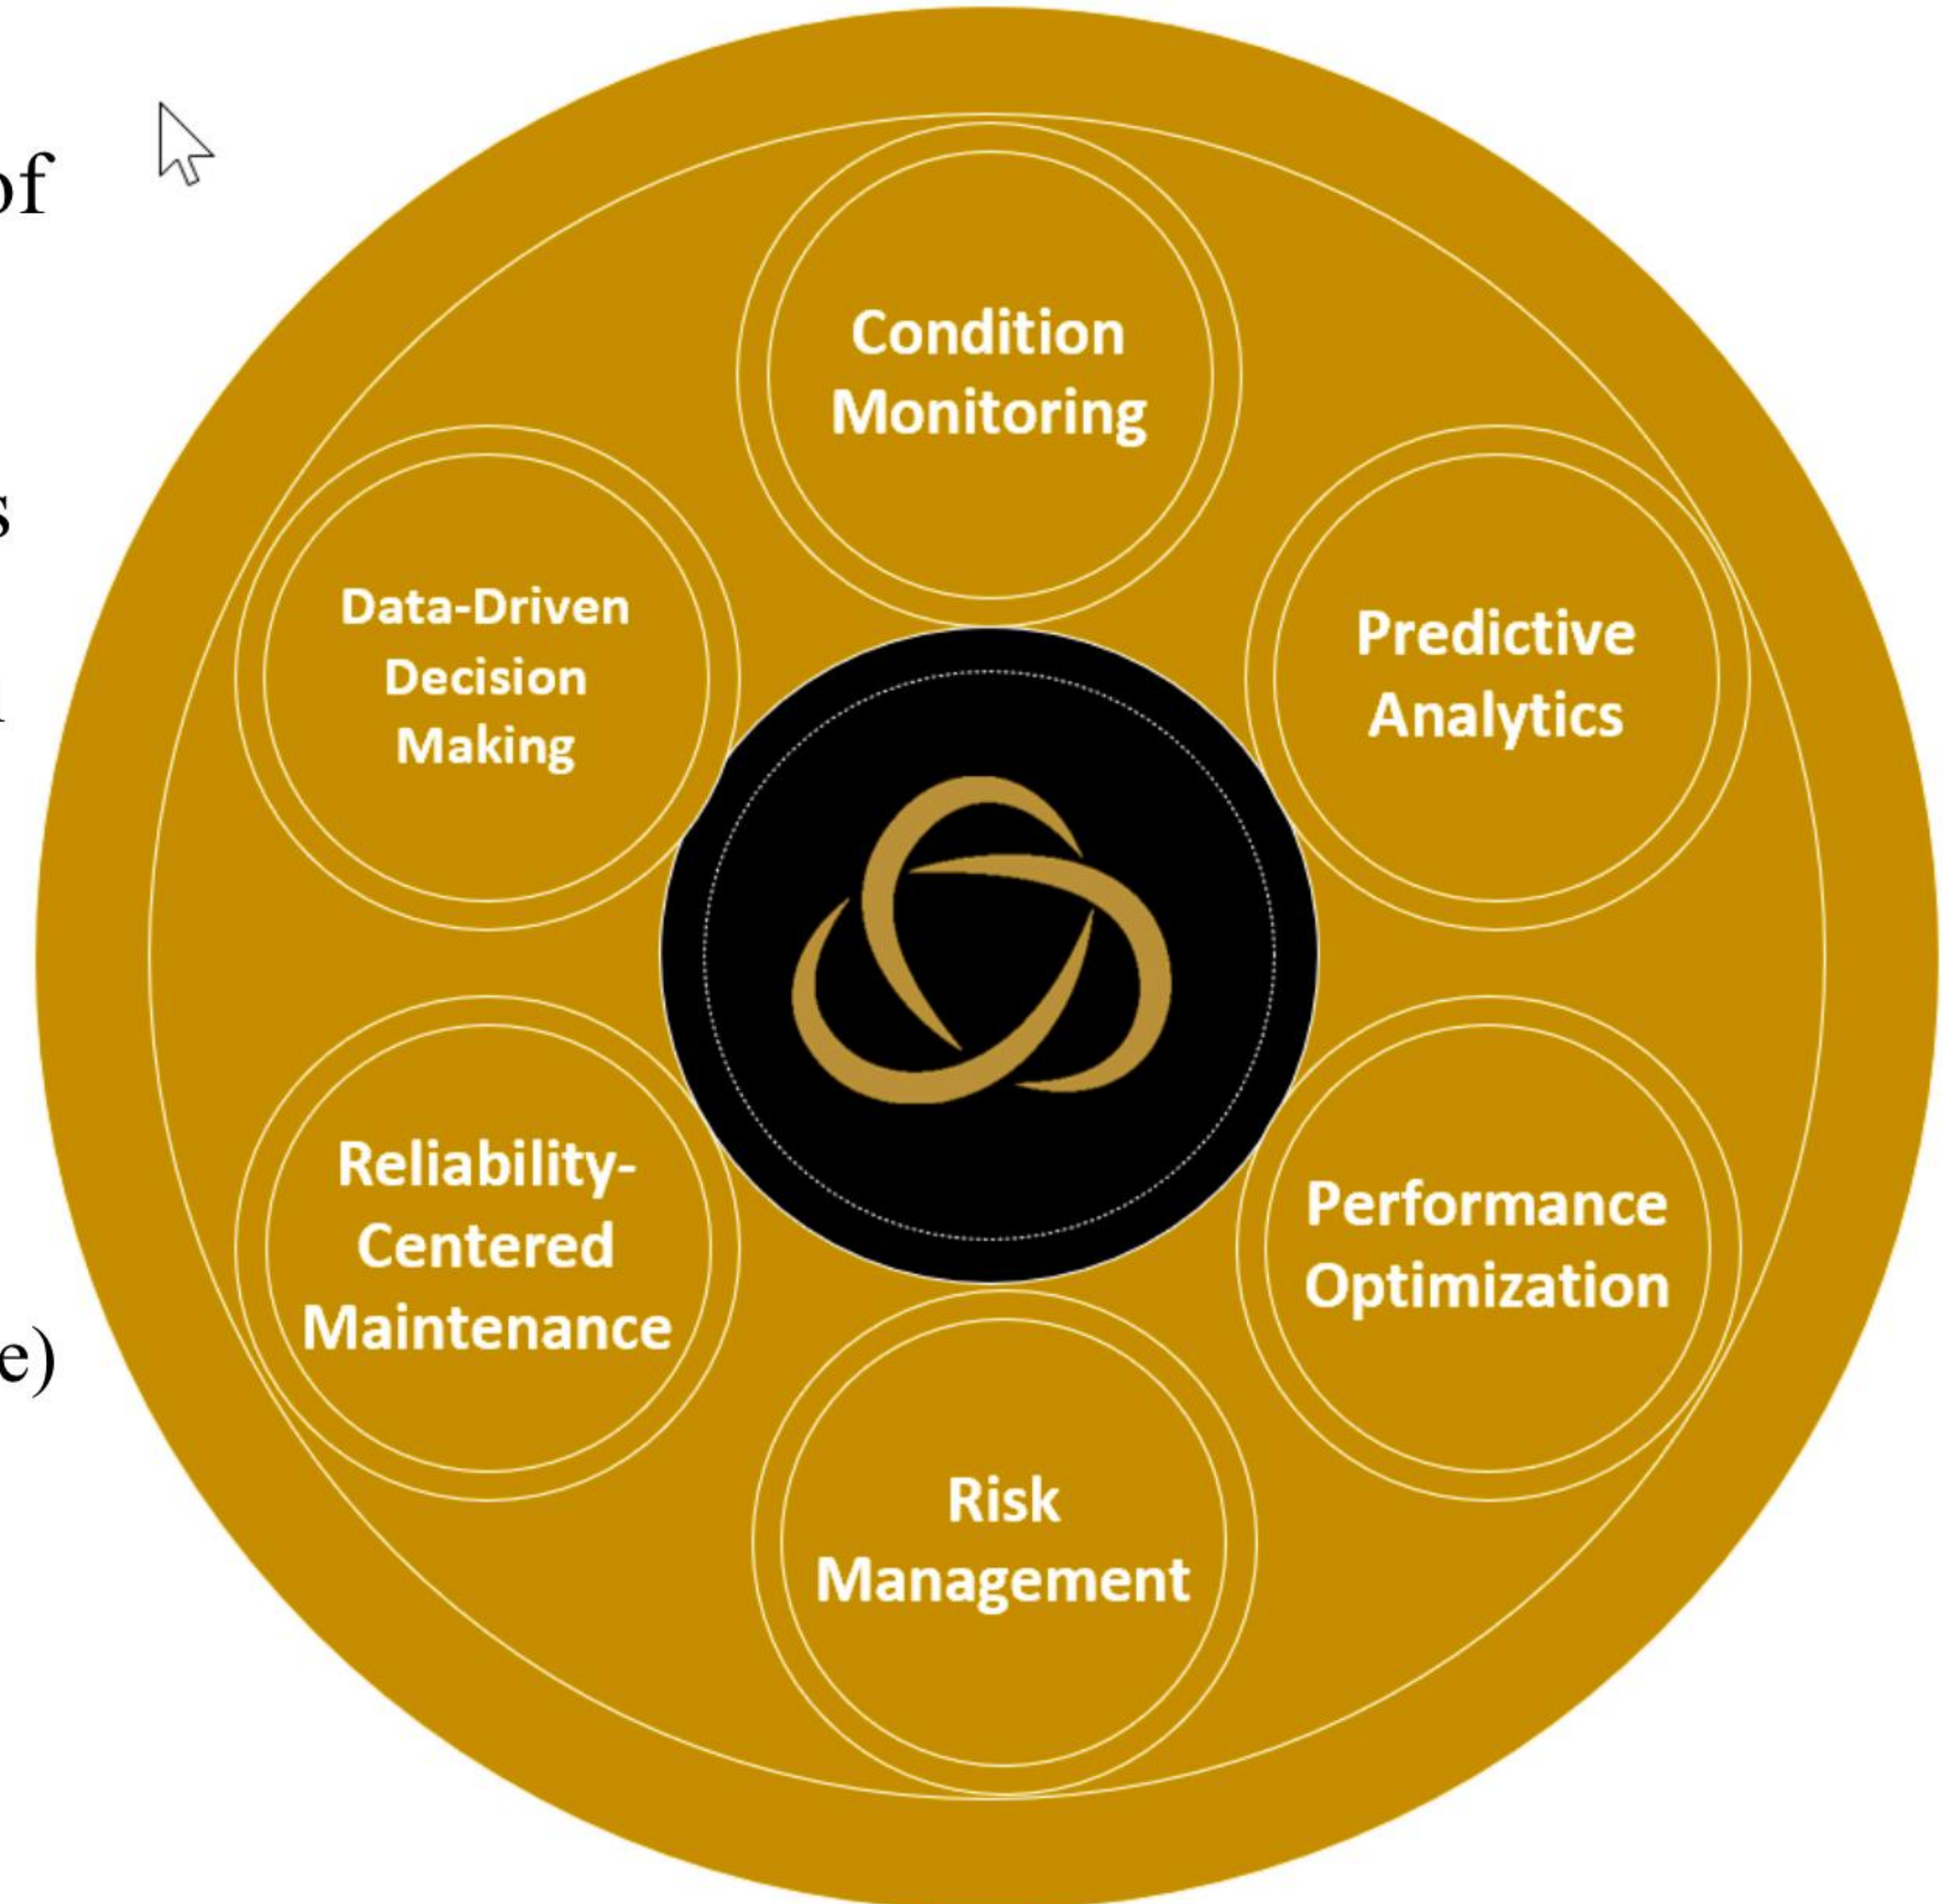 of
s
e)
Condition
Monitoring
Predictive
Analytics
Performance
Optimization
Risk
Management
Reliability-
Centered
Maintenance
Data-Driven
Decision
Making